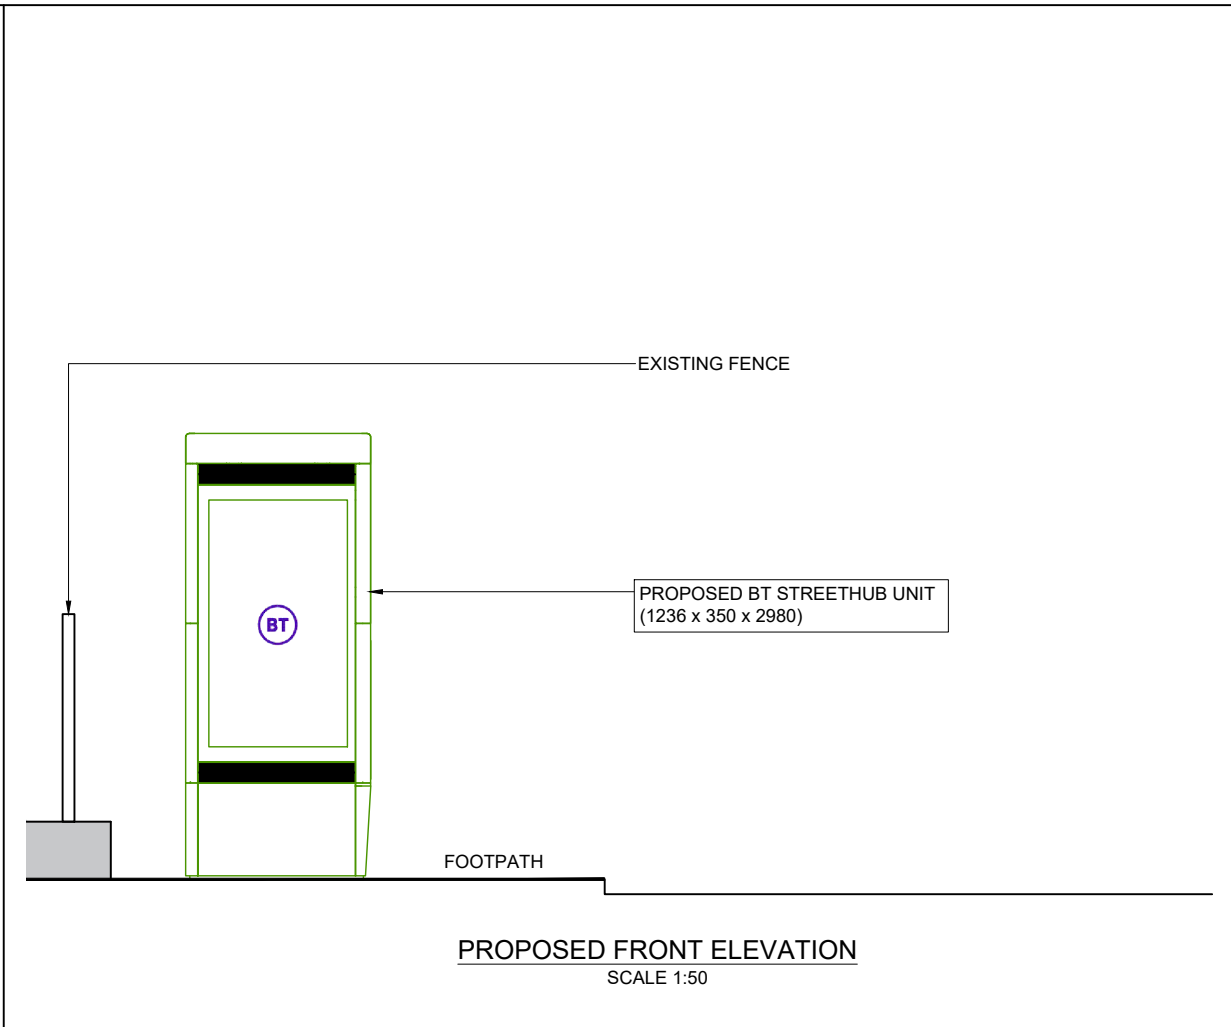 EXISTING FENCE
PROPOSED BT STREETHUB UNIT
(1236 x 350 x 2980)
BT
FOOTPATH
PROPOSED FRONT ELEVATION
SCALE 1:50